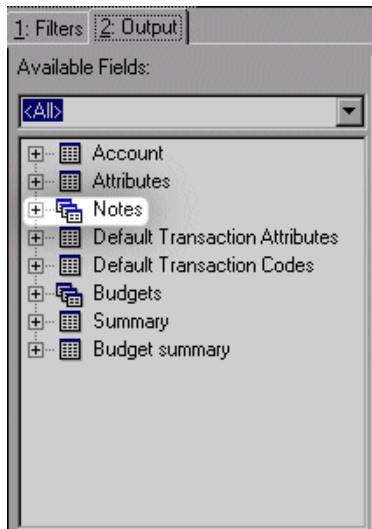 1: Filters 2: Output
Available Fields:
<All>
Account
Attributes
Notes
Default Transaction Attributes
Default Transaction Codes
Budgets
Summary
Budget summary